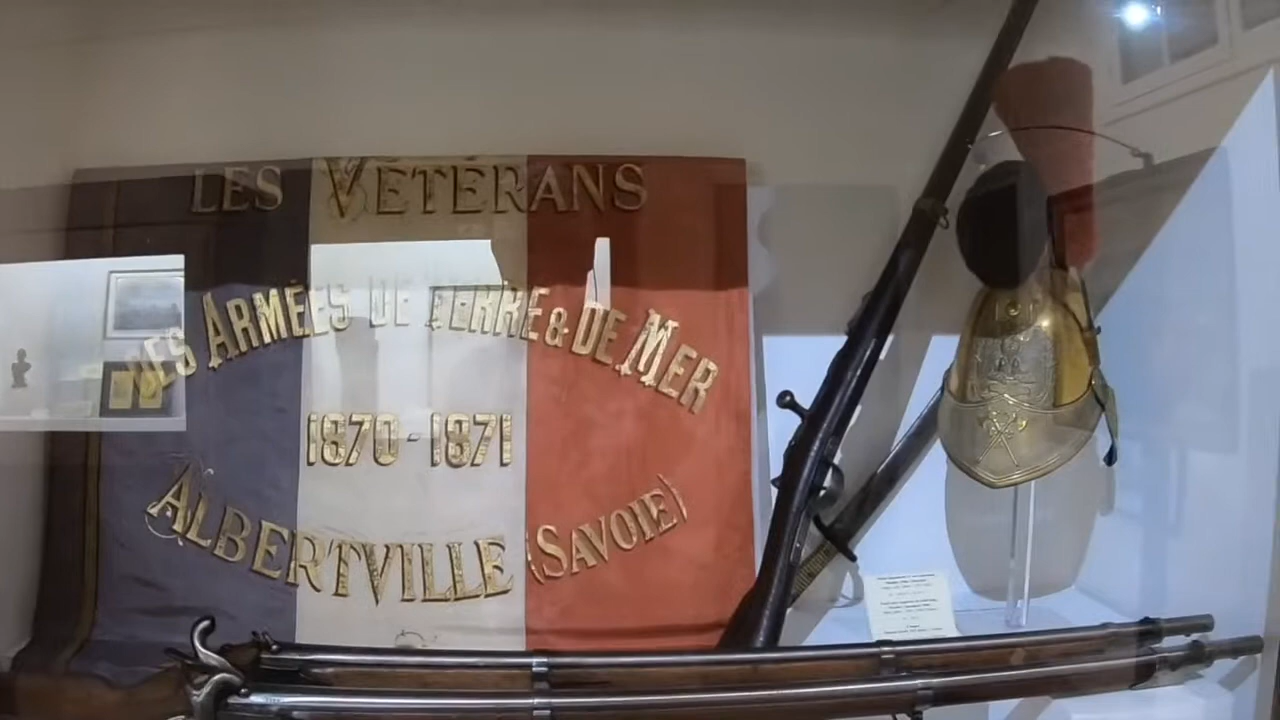 LES VÉTÉRANS
DES ARMÉES DE TERRE & DE MER
1870-1871
ALBERTVILLE (SAVOIE)